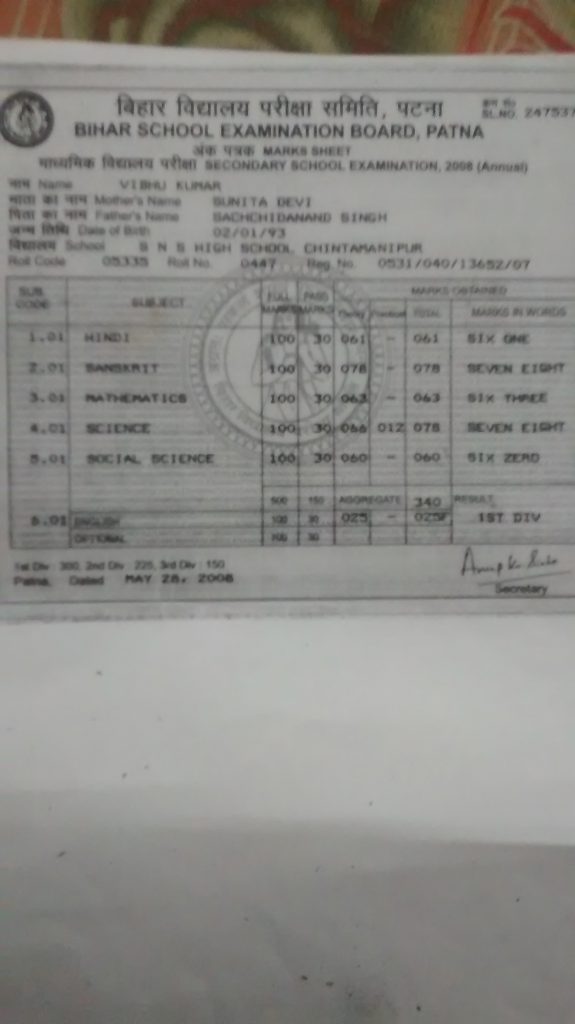 बिहार विद्यालय परीक्षा समिति, पटना
SL.NO. 247537
BIHAR SCHOOL EXAMINATION BOARD, PATNA
अंक पत्रक MARKS SHEET
माध्यमिक विद्यालय परीक्षा SECONDARY SCHOOL EXAMINATION, 2008 (Annual)
नाम Name VIBHU KUMAR
माता का नाम Mother's Name SUNITA DEVI
पिता का नाम Father's Name SACHCHIDANAND SINGH
जन्म तिथि Date of Birth 02/01/93
विद्यालय School S N S HIGH SCHOOL CHINTAMANIPUR
Roll Code 05335 Roll No. 0447 Reg. No. 0531/040/13652/07
SUB. CODE SUBJECT FULL MARKS PASS MARKS MARKS OBTAINED
Theory Practical TOTAL MARKS IN WORDS
1.01 HINDI 100 30 061 - 061 SIX ONE
2.01 SANSKRIT 100 30 078 - 078 SEVEN EIGHT
3.01 MATHEMATICS 100 30 063 - 063 SIX THREE
4.01 SCIENCE 100 30 066 012 078 SEVEN EIGHT
5.01 SOCIAL SCIENCE 100 30 060 - 060 SIX ZERO
500 150 AGGREGATE 340 RESULT
6.01 ENGLISH 100 30 025 - 025F 1ST DIV
OPTIONAL 100 30
1st Div : 300, 2nd Div : 225, 3rd Div : 150
Patna, Dated MAY 28, 2008
Secretary